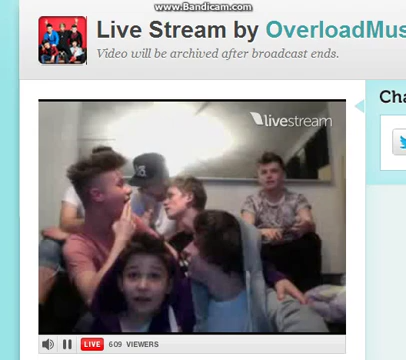 www.Bandicam.com
Live Stream by OverloadMus
Video will be archived after broadcast ends.
Cha
livestream
LIVE 609 VIEWERS